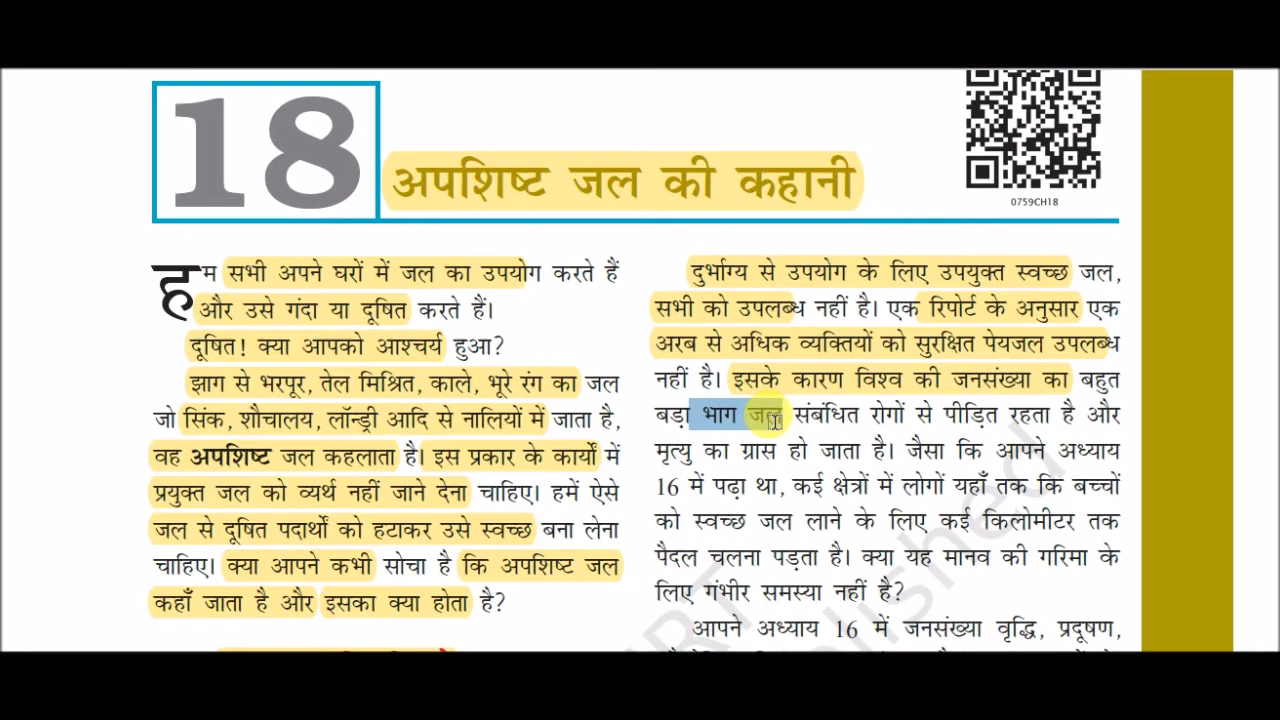 18
अपशिष्ट जल की कहानी
0759CH18
हम सभी अपने घरों में जल का उपयोग करते हैं
और उसे गंदा या दूषित करते हैं।
दूषित! क्या आपको आश्चर्य हुआ?
झाग से भरपूर, तेल मिश्रित, काले, भूरे रंग का जल
जो सिंक, शौचालय, लॉन्ड्री आदि से नालियों में जाता है,
वह अपशिष्ट जल कहलाता है। इस प्रकार के कार्यों में
प्रयुक्त जल को व्यर्थ नहीं जाने देना चाहिए। हमें ऐसे
जल से दूषित पदार्थों को हटाकर उसे स्वच्छ बना लेना
चाहिए। क्या आपने कभी सोचा है कि अपशिष्ट जल
कहाँ जाता है और इसका क्या होता है?
दुर्भाग्य से उपयोग के लिए उपयुक्त स्वच्छ जल,
सभी को उपलब्ध नहीं है। एक रिपोर्ट के अनुसार एक
अरब से अधिक व्यक्तियों को सुरक्षित पेयजल उपलब्ध
नहीं है। इसके कारण विश्व की जनसंख्या का बहुत
बड़ा भाग जल संबंधित रोगों से पीड़ित रहता है और
मृत्यु का ग्रास हो जाता है। जैसा कि आपने अध्याय
16 में पढ़ा था, कई क्षेत्रों में लोगों यहाँ तक कि बच्चों
को स्वच्छ जल लाने के लिए कई किलोमीटर तक
पैदल चलना पड़ता है। क्या यह मानव की गरिमा के
लिए गंभीर समस्या नहीं है?
आपने अध्याय 16 में जनसंख्या वृद्धि, प्रदूषण,